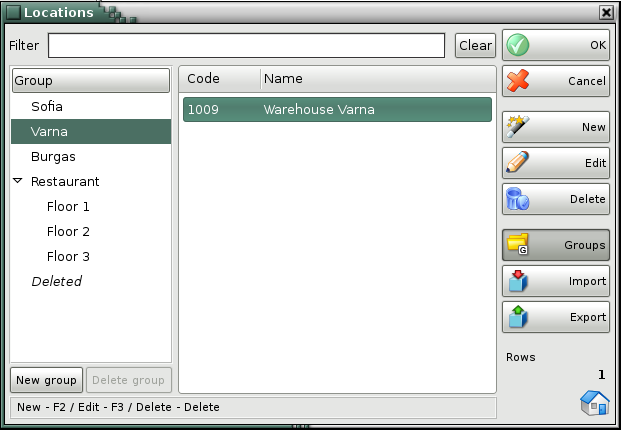 Locations
Filter
Clear
Group
Sofia
Varna
Burgas
Restaurant
Floor 1
Floor 2
Floor 3
Deleted
Code Name
1009 Warehouse Varna
OK
Cancel
New
Edit
Delete
Groups
G
Import
Export
Rows
1
New group
Delete group
New - F2 / Edit - F3 / Delete - Delete